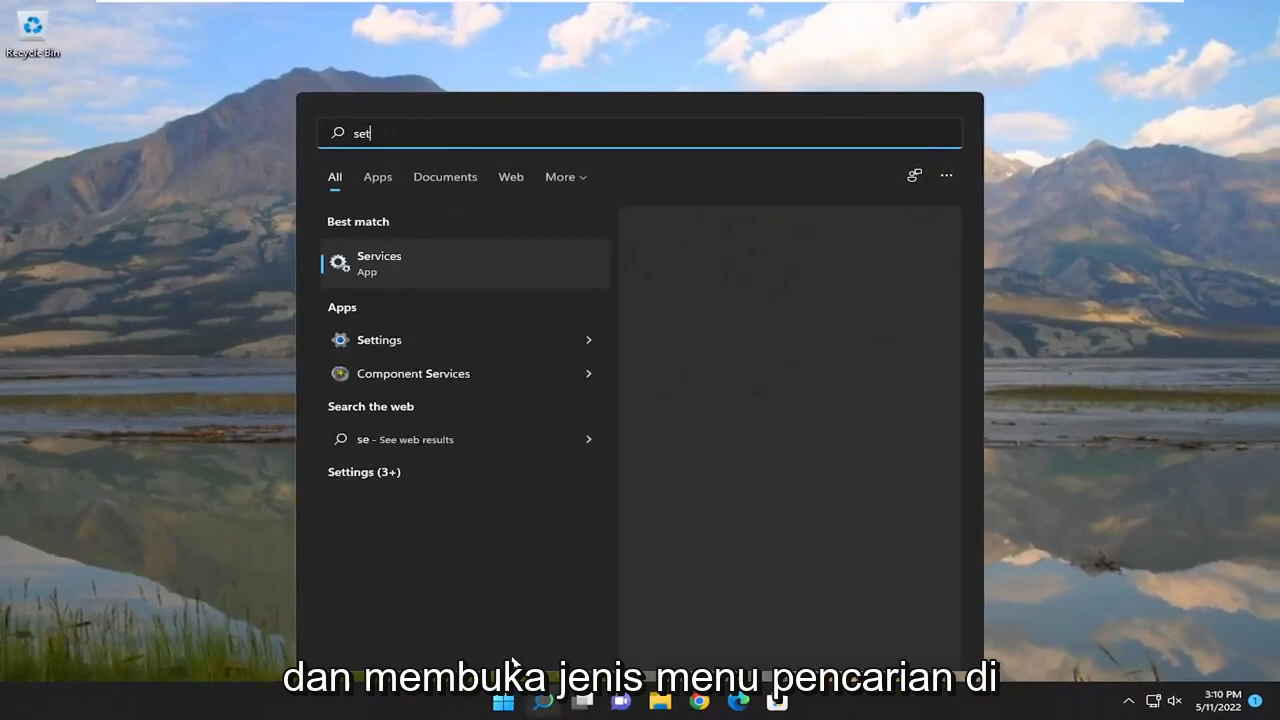 Recycle Bin
set
All Apps Documents Web More
Best match
Services
App
Apps
Settings
Component Services
Search the web
se - See web results
Settings (3+)
dan membuka jenis menu pencarian di
3:10 PM
5/11/2022
1